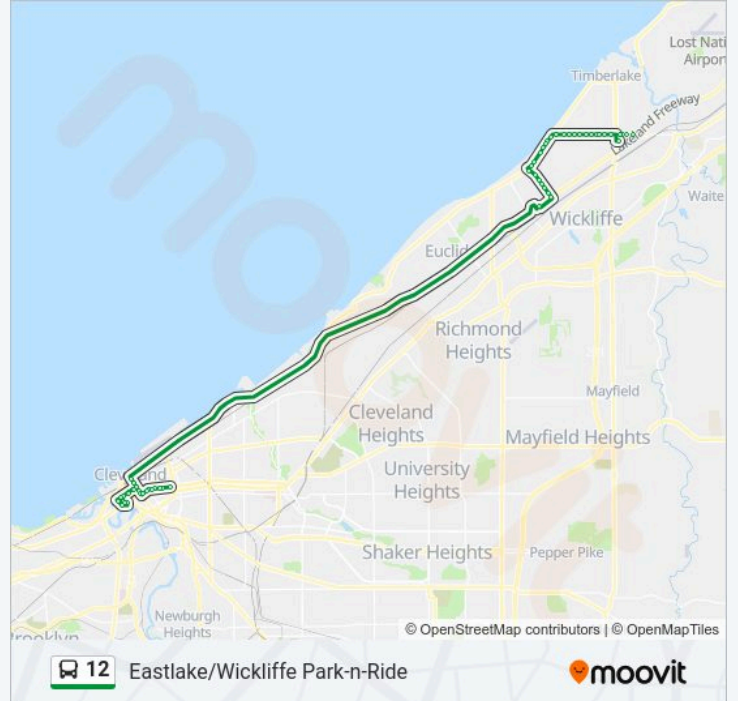 Lost Nati
Airpor
Timberlake
Lakeland Freeway
Waite
Wickliffe
Euclid
Richmond
Heights
Mayfield
Cleveland
Heights
Mayfield Heights
Cleveland
University
Heights
Shaker Heights
Pepper Pike
Newburgh
Heights
Brooklyn
© OpenStreetMap contributors | © OpenMapTiles
12 Eastlake/Wickliffe Park-n-Ride
moovit